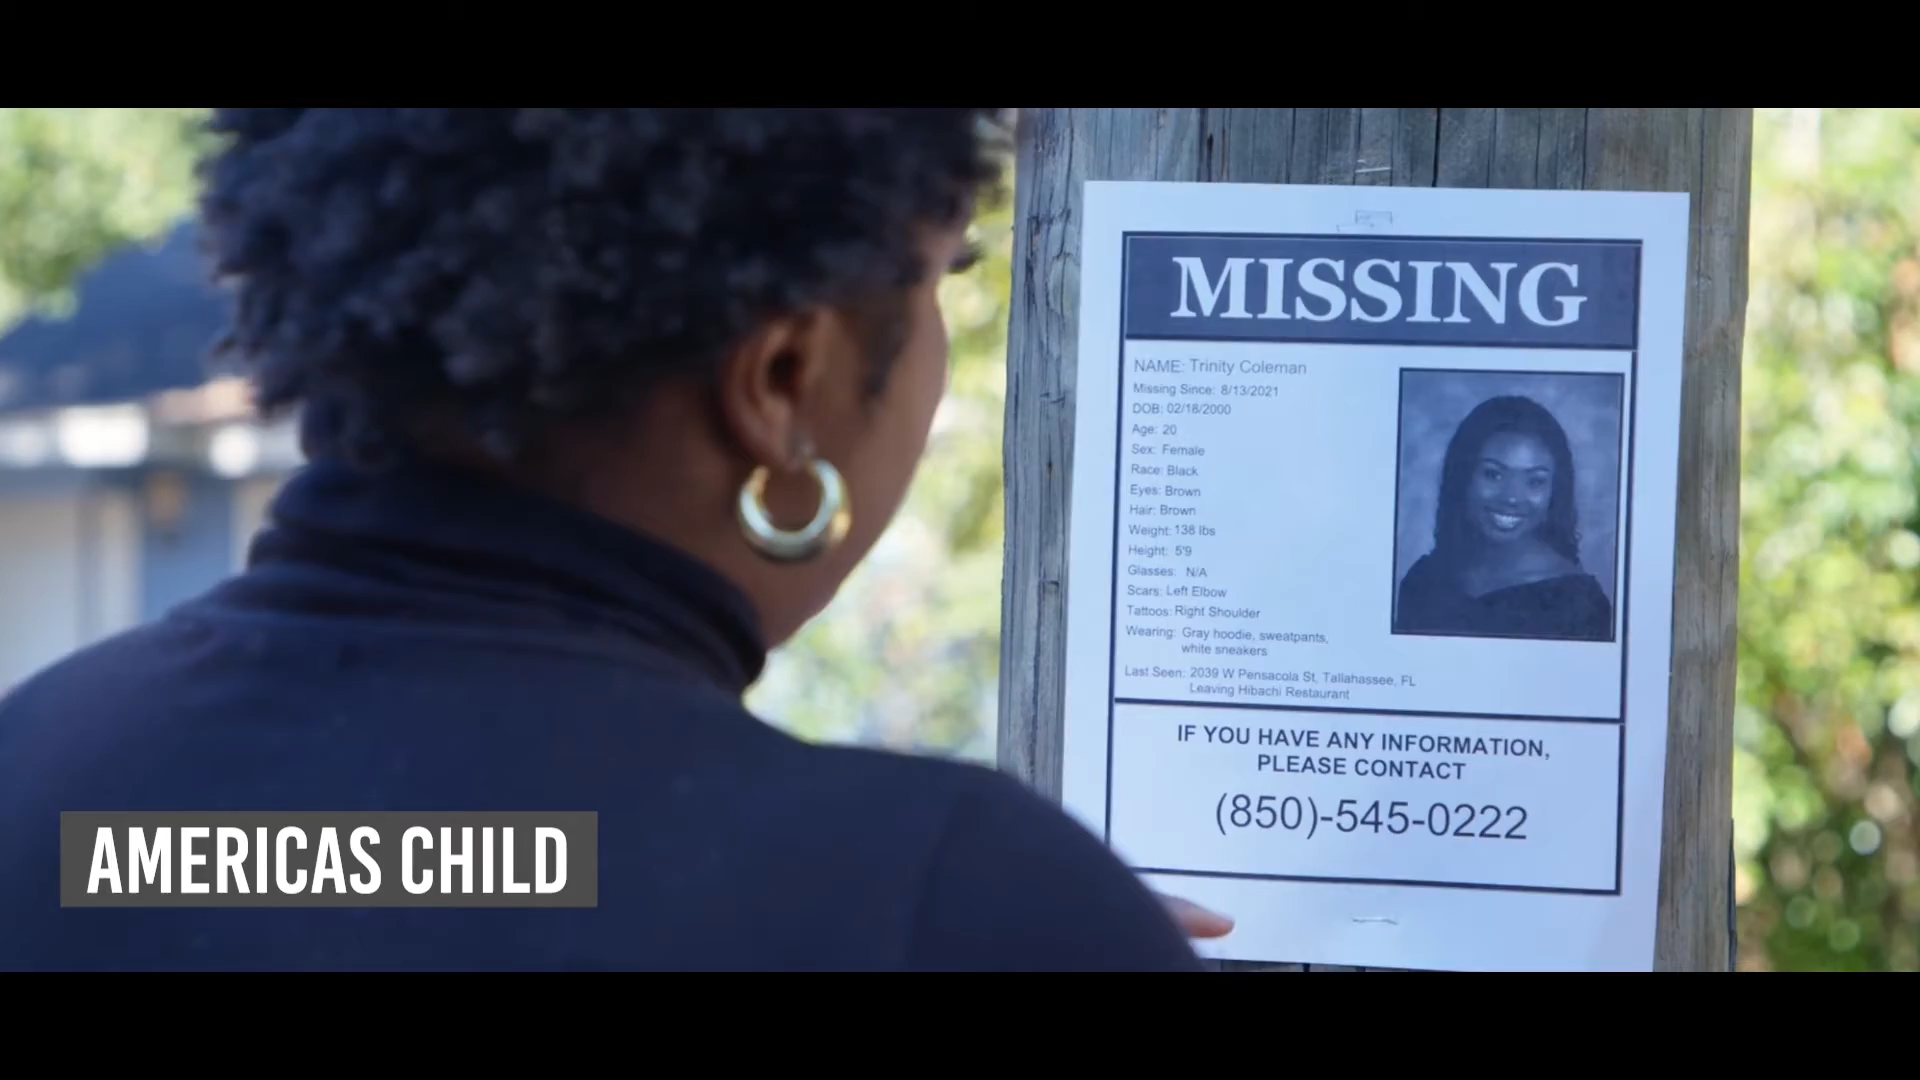 MISSING
NAME: Trinity Coleman
Missing Since: 8/13/2021
DOB: 02/18/2000
Age: 20
Sex: Female
Race: Black
Eyes: Brown
Hair: Brown
Weight: 138 lbs
Height: 5'9
Glasses: N/A
Scars: Left Elbow
Tattoos: Right Shoulder
Wearing: Gray hoodie, sweatpants,
white sneakers
Last Seen: 2039 W Pensacola St, Tallahassee, FL
Leaving Hibachi Restaurant
IF YOU HAVE ANY INFORMATION,
PLEASE CONTACT
(850)-545-0222
AMERICAS CHILD